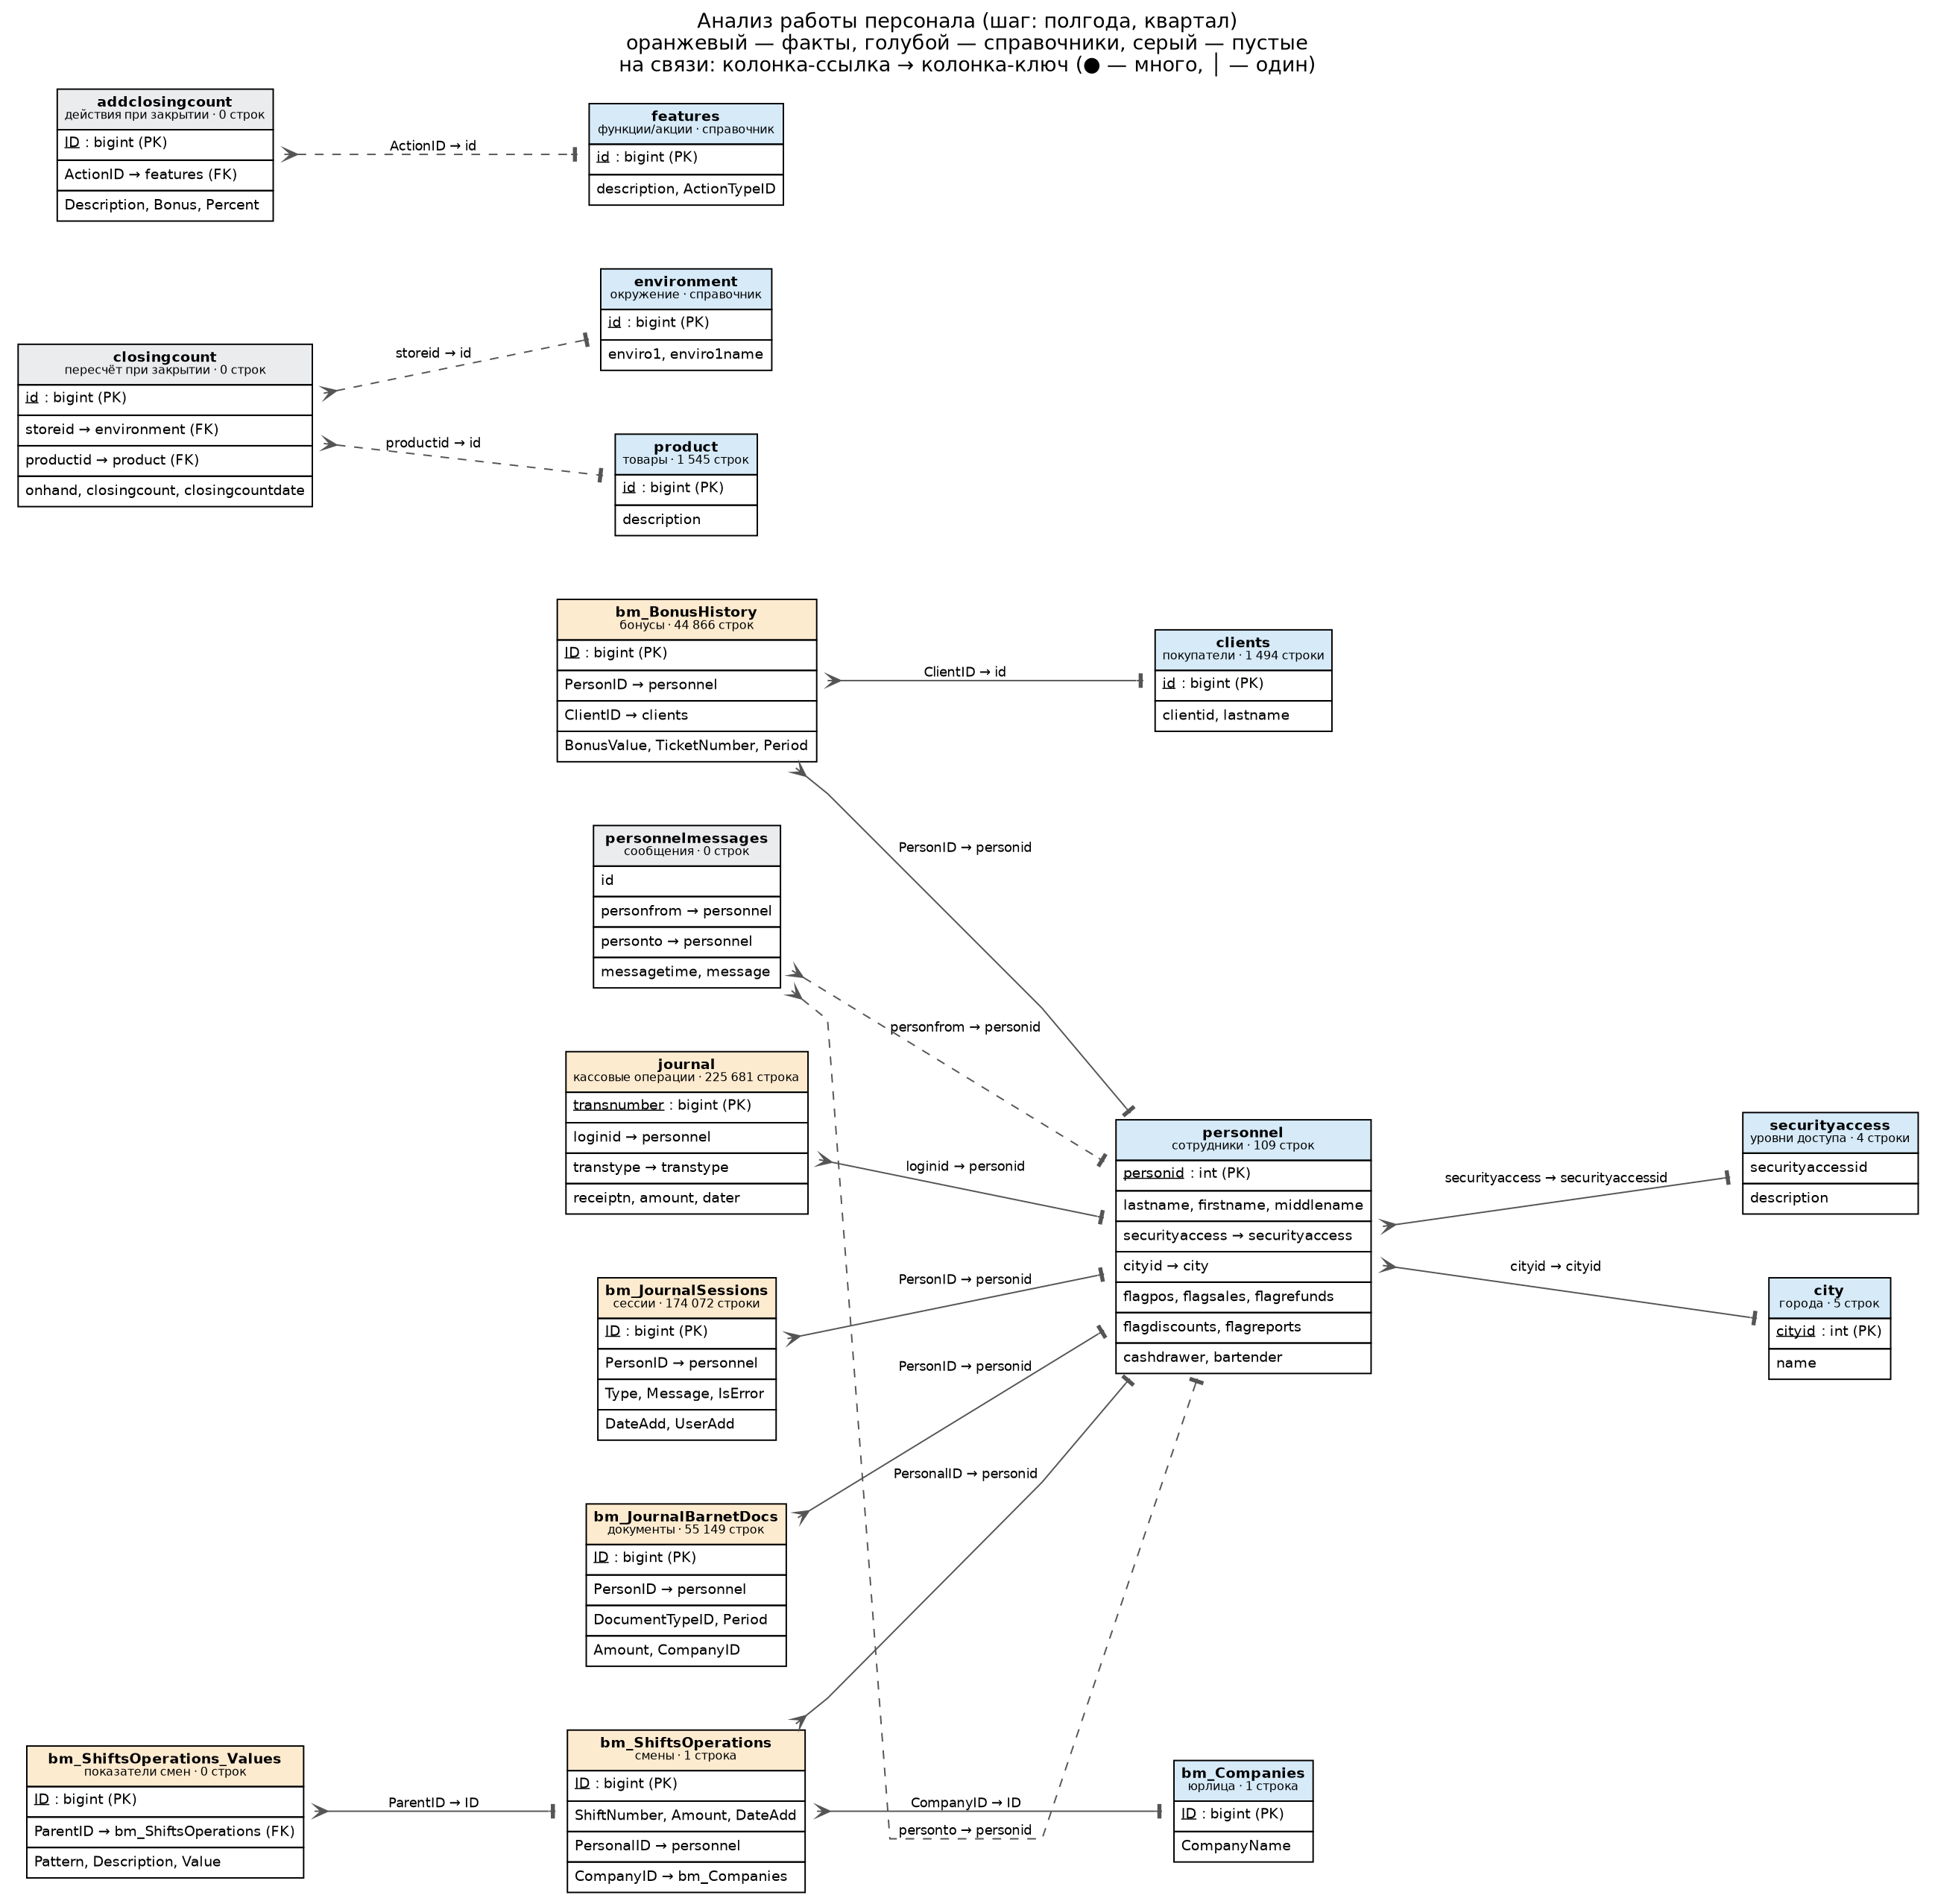 Анализ работы персонала (шаг: полгода, квартал)
оранжевый — факты, голубой — справочники, серый — пустые
на связи: колонка-ссылка → колонка-ключ (● — много, │ — один)
addclosingcount
действия при закрытии · 0 строк
ID : bigint (PK)
ActionID → features (FK)
Description, Bonus, Percent
ActionID → id
features
функции/акции · справочник
id : bigint (PK)
description, ActionTypeID
environment
окружение · справочник
id : bigint (PK)
enviro1, enviro1name
closingcount
пересчёт при закрытии · 0 строк
id : bigint (PK)
storeid → environment (FK)
productid → product (FK)
onhand, closingcount, closingcountdate
storeid → id
productid → id
product
товары · 1 545 строк
id : bigint (PK)
description
bm_BonusHistory
бонусы · 44 866 строк
ID : bigint (PK)
PersonID → personnel
ClientID → clients
BonusValue, TicketNumber, Period
ClientID → id
clients
покупатели · 1 494 строки
id : bigint (PK)
clientid, lastname
PersonID → personid
personnelmessages
сообщения · 0 строк
id
personfrom → personnel
personto → personnel
messagetime, message
personfrom → personid
journal
кассовые операции · 225 681 строка
transnumber : bigint (PK)
loginid → personnel
transtype → transtype
receiptn, amount, dater
loginid → personid
personnel
сотрудники · 109 строк
personid : int (PK)
lastname, firstname, middlename
securityaccess → securityaccess
cityid → city
flagpos, flagsales, flagrefunds
flagdiscounts, flagreports
cashdrawer, bartender
securityaccess → securityaccessid
securityaccess
уровни доступа · 4 строки
securityaccessid
description
cityid → cityid
city
города · 5 строк
cityid : int (PK)
name
bm_JournalSessions
сессии · 174 072 строки
ID : bigint (PK)
PersonID → personnel
Type, Message, IsError
DateAdd, UserAdd
PersonID → personid
PersonID → personid
bm_JournalBarnetDocs
документы · 55 149 строк
ID : bigint (PK)
PersonID → personnel
DocumentTypeID, Period
Amount, CompanyID
PersonalID → personid
bm_ShiftsOperations_Values
показатели смен · 0 строк
ID : bigint (PK)
ParentID → bm_ShiftsOperations (FK)
Pattern, Description, Value
ParentID → ID
bm_ShiftsOperations
смены · 1 строка
ID : bigint (PK)
ShiftNumber, Amount, DateAdd
PersonalID → personnel
CompanyID → bm_Companies
CompanyID → ID
personto → personid
bm_Companies
юрлица · 1 строка
ID : bigint (PK)
CompanyName